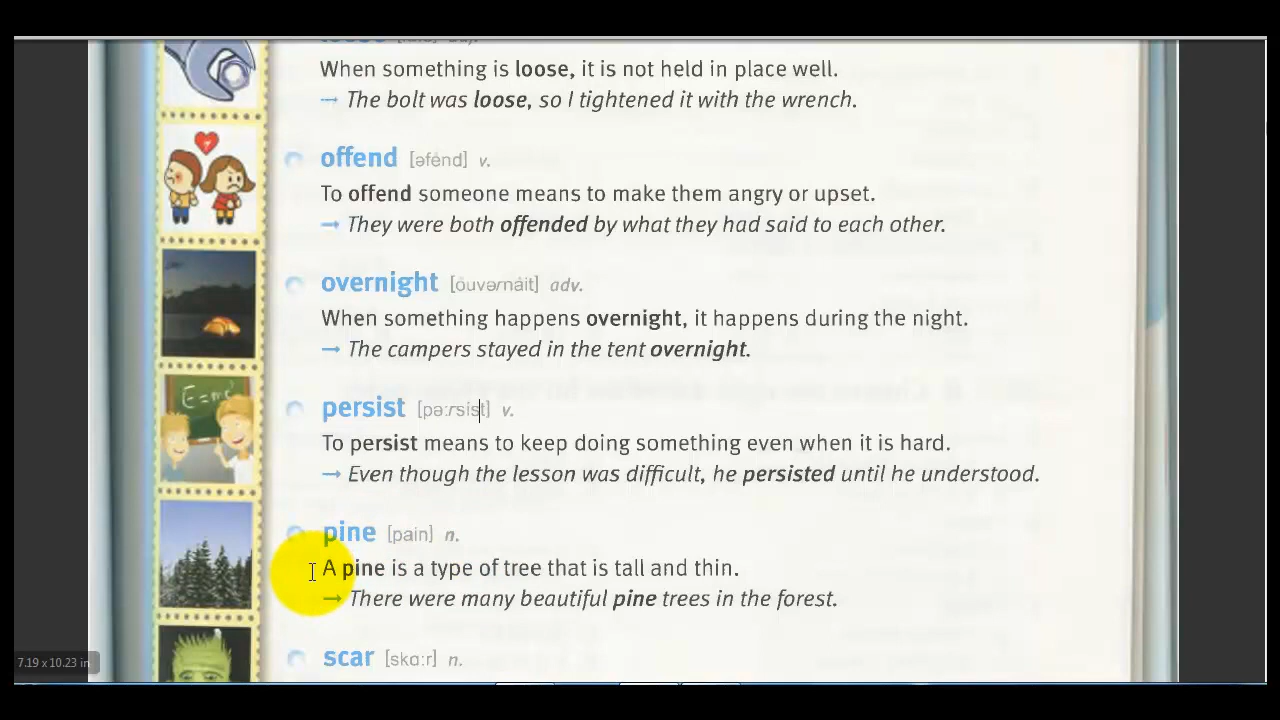 When something is loose, it is not held in place well.
→ The bolt was loose, so I tightened it with the wrench.
offend [əfénd] v.
To offend someone means to make them angry or upset.
→ They were both offended by what they had said to each other.
overnight [óuvərnáit] adv.
When something happens overnight, it happens during the night.
→ The campers stayed in the tent overnight.
E=mc
persist [pə:rsíst] v.
To persist means to keep doing something even when it is hard.
→ Even though the lesson was difficult, he persisted until he understood.
pine [pain] n.
A pine is a type of tree that is tall and thin.
→ There were many beautiful pine trees in the forest.
scar [skɑ:r] n.
7.19 x 10.23 in